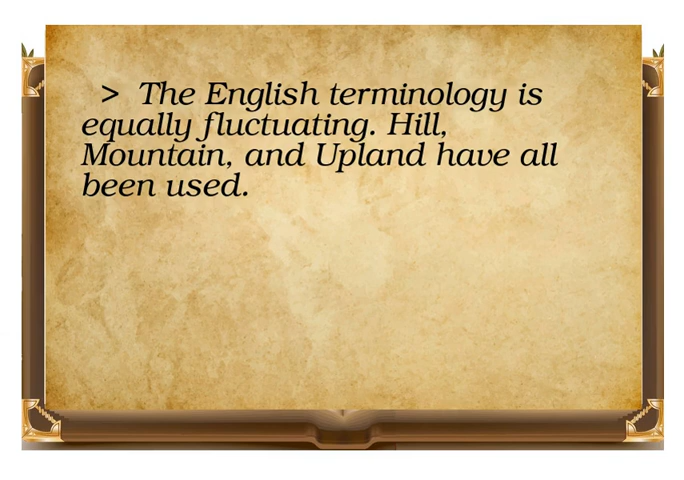 > The English terminology is
equally fluctuating. Hill,
Mountain, and Upland have all
been used.